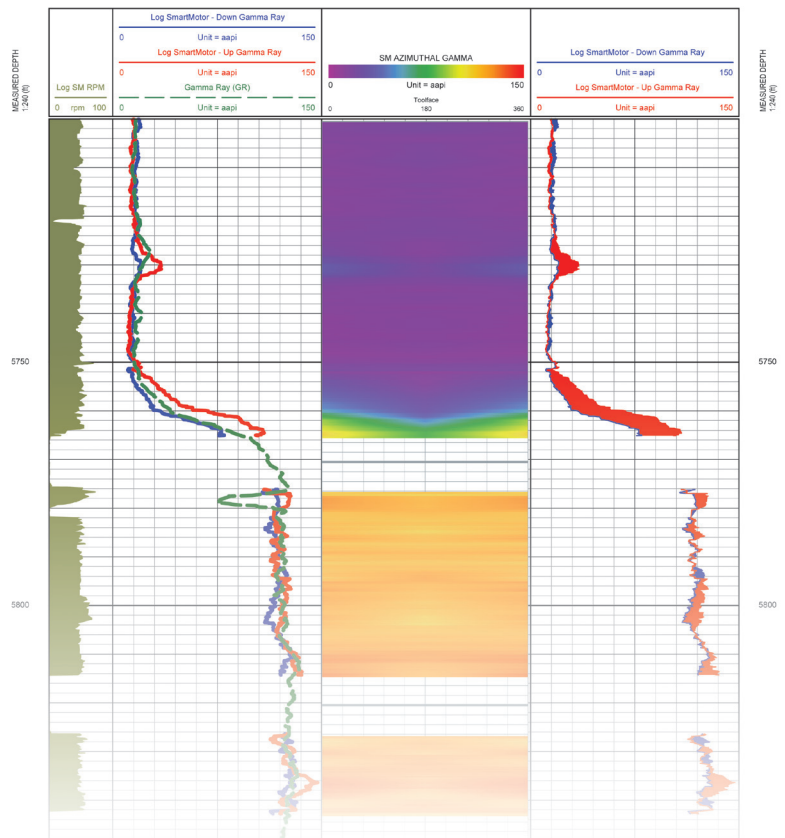 MEASURED DEPTH
1:240 (ft)
Log SM RPM
0 rpm 100
Log SmartMotor - Down Gamma Ray
0 Unit = aapi 150
Log SmartMotor - Up Gamma Ray
0 Unit = aapi 150
Gamma Ray (GR)
0 Unit = aapi 150
SM AZIMUTHAL GAMMA
0 Unit = aapi 150
Toolface
0 180 360
Log SmartMotor - Down Gamma Ray
0 Unit = aapi 150
Log SmartMotor - Up Gamma Ray
0 Unit = aapi 150
MEASURED DEPTH
1:240 (ft)
5750 5750
5800 5800